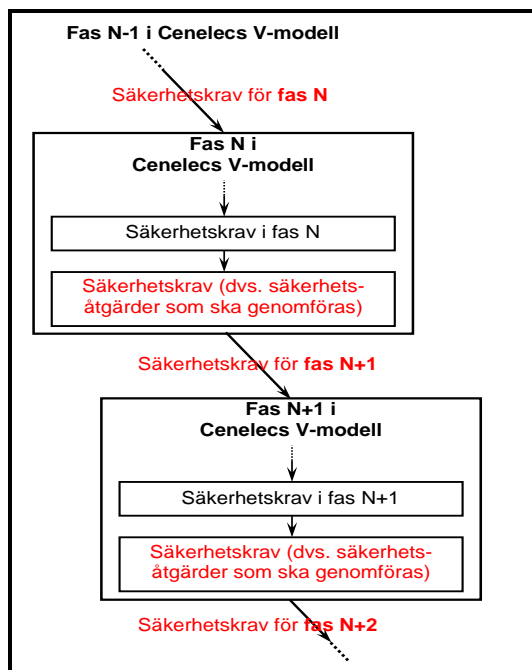 Fas N-1 i Cenelecs V-modell
Säkerhetskrav för fas N
Fas N i
Cenelecs V-modell
Säkerhetskrav i fas N
Säkerhetskrav (dvs. säkerhets-
åtgärder som ska genomföras)
Säkerhetskrav för fas N+1
Fas N+1 i
Cenelecs V-modell
Säkerhetskrav i fas N+1
Säkerhetskrav (dvs. säkerhets-
åtgärder som ska genomföras)
Säkerhetskrav för fas N+2